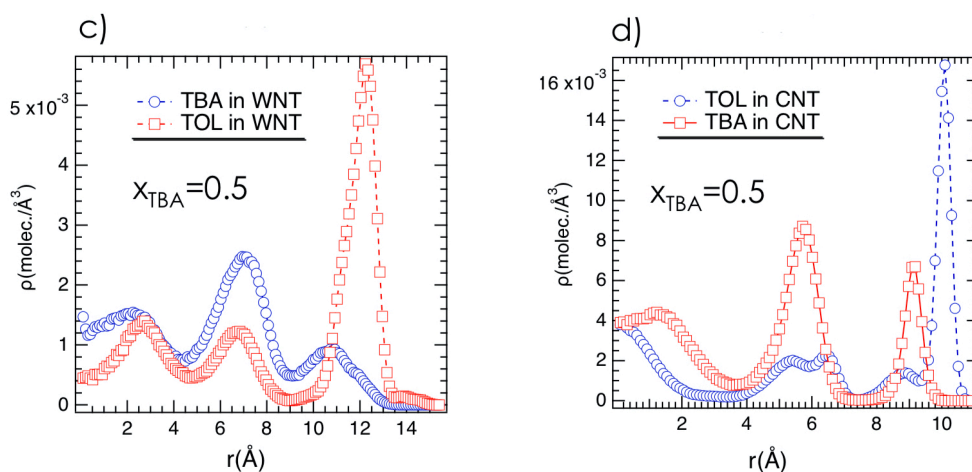 c)
5 x10⁻³
4
3
2
1
0
ρ(molec./Å³)
TBA in WNT
TOL in WNT
x_TBA=0.5
2 4 6 8 10 12 14
r(Å)
d)
16 x10⁻³
14
12
10
8
6
4
2
0
ρ(molec./Å³)
TOL in CNT
TBA in CNT
x_TBA=0.5
2 4 6 8 10
r(Å)